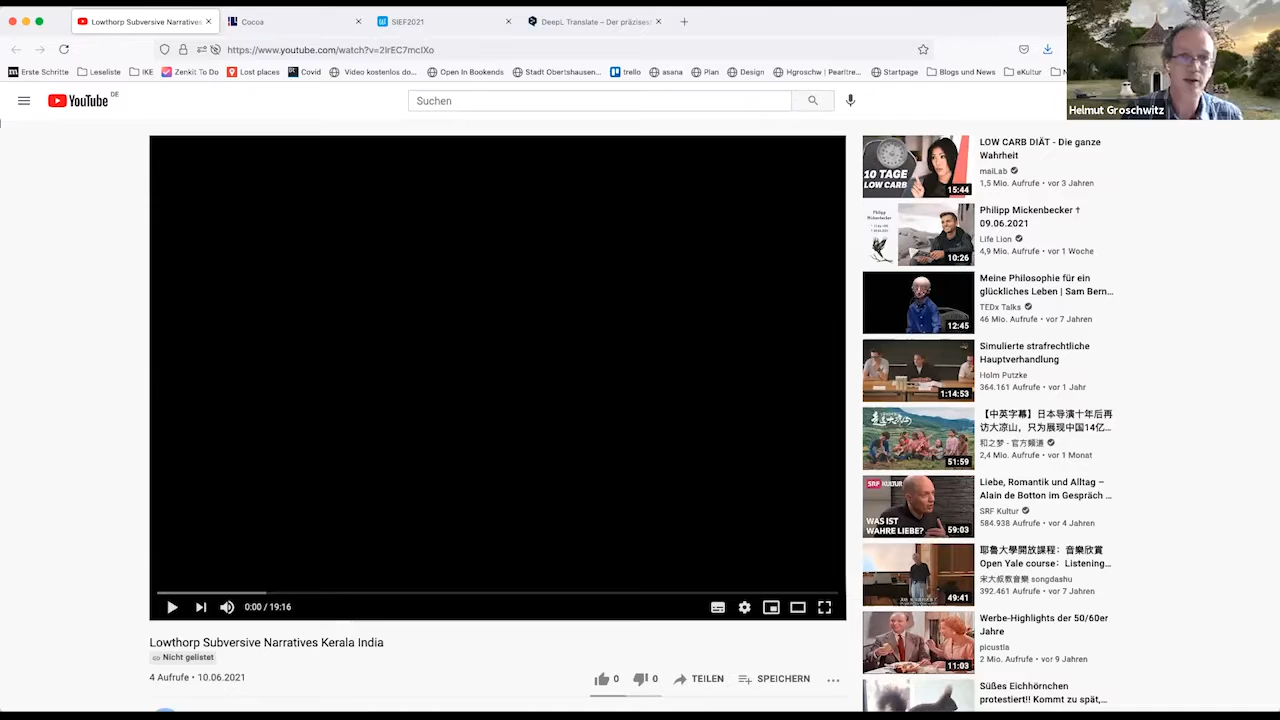 Lowthorp Subversive Narratives
Cocoa
SIEF2021
DeepL Translate – Der präzises
https://www.youtube.com/watch?v=2IrEC7mclXo
Erste Schritte
Leseliste
IKE
Zenkit To Do
Lost places
Covid
Video kostenlos do...
Open In Bookends
Stadt Obertshausen...
trello
asana
Plan
Design
Hgroschw | Pearltre...
Startpage
Blogs und News
eKultur
Helmut Groschwitz
YouTube DE
Suchen
10 TAGE
LOW CARB
15:44
LOW CARB DIÄT - Die ganze
Wahrheit
maiLab
1,5 Mio. Aufrufe • vor 3 Jahren
10:26
Philipp Mickenbecker †
09.06.2021
Life Lion
4,9 Mio. Aufrufe • vor 1 Woche
12:45
Meine Philosophie für ein
glückliches Leben | Sam Bern...
TEDx Talks
46 Mio. Aufrufe • vor 7 Jahren
1:14:53
Simulierte strafrechtliche
Hauptverhandlung
Holm Putzke
364.161 Aufrufe • vor 1 Jahr
51:59
【中英字幕】日本导演十年后再
访大凉山，只为展现中国14亿...
和之梦 - 官方频道
2,4 Mio. Aufrufe • vor 1 Monat
SRF KULTUR
WAS IST
WAHRE LIEBE?
59:03
Liebe, Romantik und Alltag –
Alain de Botton im Gespräch ...
SRF Kultur
584.938 Aufrufe • vor 4 Jahren
49:41
耶魯大學開放課程：音樂欣賞
Open Yale course：Listening...
宋大叔教音樂 songdashu
392.461 Aufrufe • vor 7 Jahren
11:03
Werbe-Highlights der 50/60er
Jahre
picustla
2 Mio. Aufrufe • vor 9 Jahren
Süßes Eichhörnchen
protestiert!! Kommt zu spät,...
0:00 / 19:16
Lowthorp Subversive Narratives Kerala India
Nicht gelistet
4 Aufrufe • 10.06.2021
0
0
TEILEN
SPEICHERN